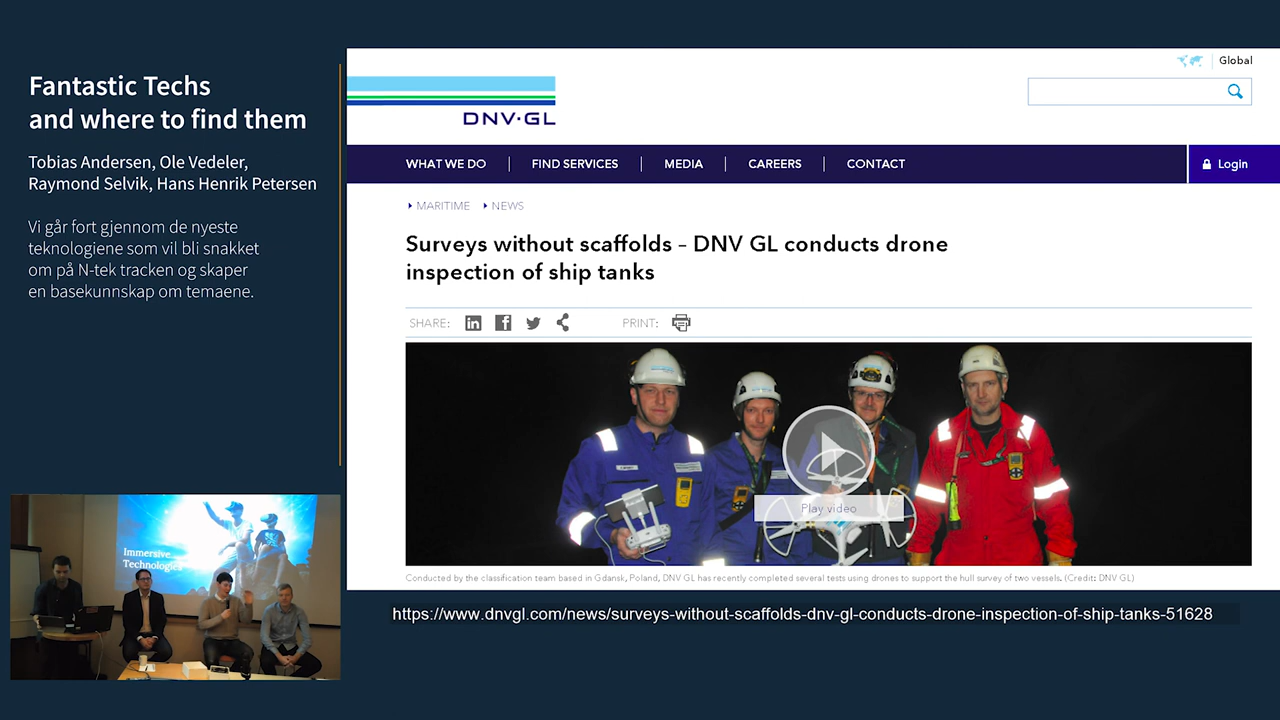 Fantastic Techs
and where to find them
Tobias Andersen, Ole Vedeler,
Raymond Selvik, Hans Henrik Petersen
Vi går fort gjennom de nyeste
teknologiene som vil bli snakket
om på N-tek tracken og skaper
en basekunnskap om temaene.
Immersive
Technologies
Global
DNV·GL
WHAT WE DO
FIND SERVICES
MEDIA
CAREERS
CONTACT
Login
MARITIME
NEWS
Surveys without scaffolds – DNV GL conducts drone
inspection of ship tanks
SHARE:
PRINT:
Play video
Conducted by the classification team based in Gdansk, Poland, DNV GL has recently completed several tests using drones to support the hull survey of two vessels. (Credit: DNV GL)
https://www.dnvgl.com/news/surveys-without-scaffolds-dnv-gl-conducts-drone-inspection-of-ship-tanks-51628